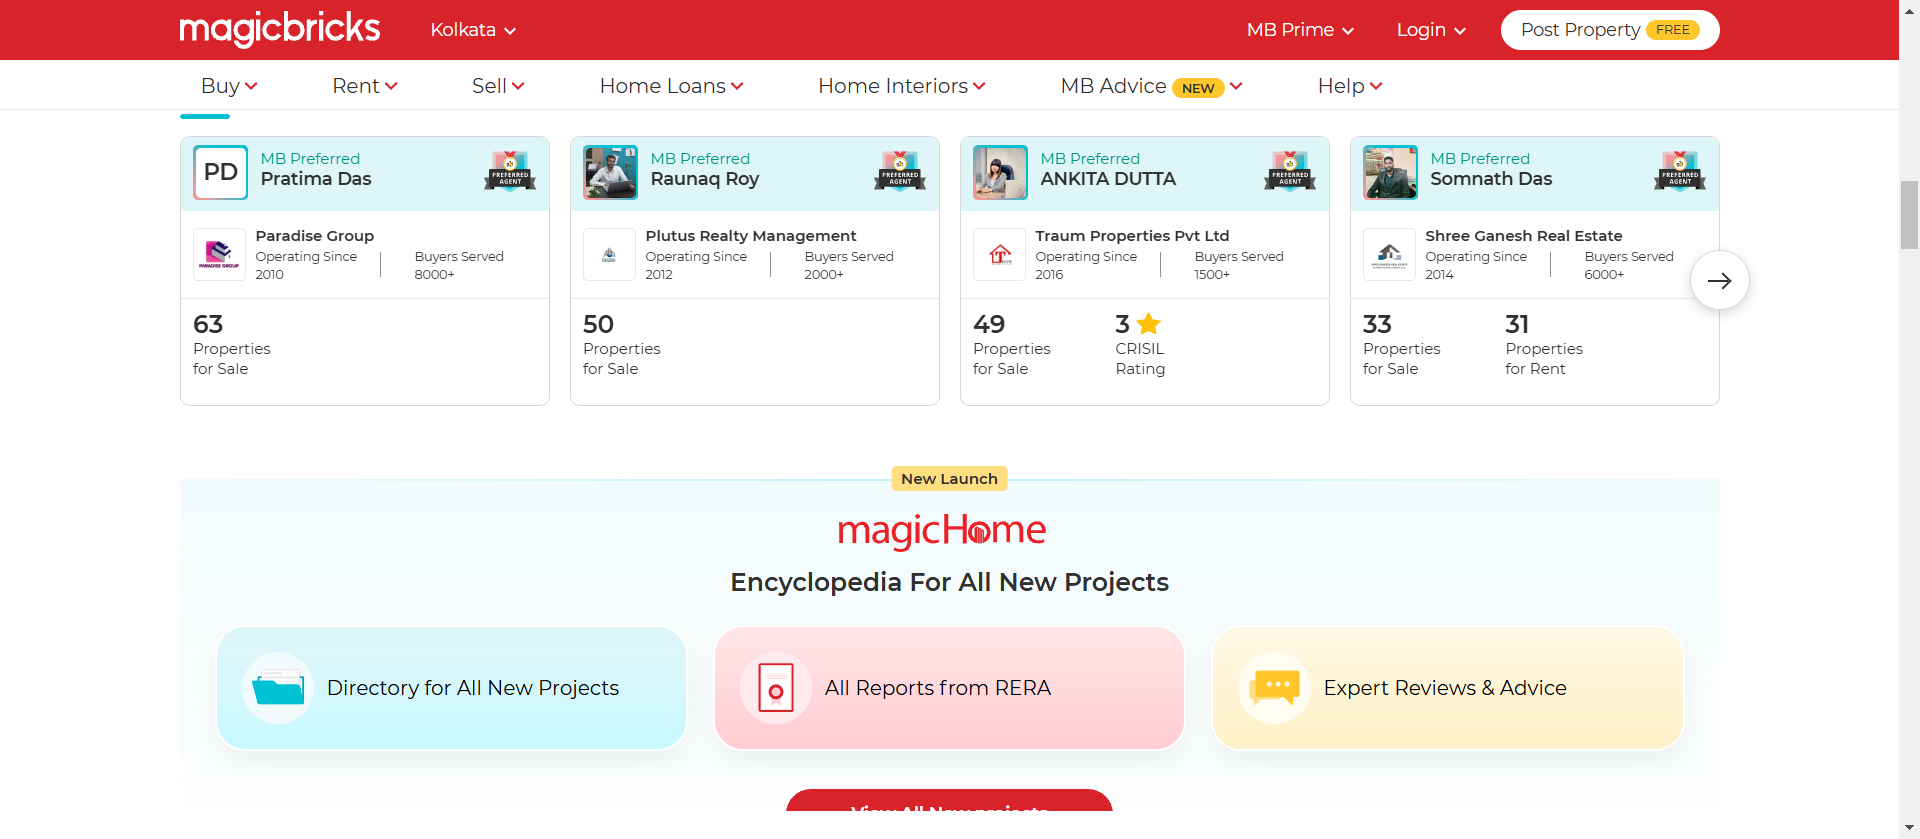 magicbricks
Kolkata
MB Prime
Login
Post Property FREE
Buy
Rent
Sell
Home Loans
Home Interiors
MB Advice NEW
Help
PD
MB Preferred
Pratima Das
PREFERRED
AGENT
PARADISE GROUP
Paradise Group
Operating Since
2010
Buyers Served
8000+
63
Properties
for Sale
MB Preferred
Raunaq Roy
PREFERRED
AGENT
Plutus Realty Management
Operating Since
2012
Buyers Served
2000+
50
Properties
for Sale
MB Preferred
ANKITA DUTTA
PREFERRED
AGENT
Traum Properties Pvt Ltd
Operating Since
2016
Buyers Served
1500+
49
Properties
for Sale
3
CRISIL
Rating
MB Preferred
Somnath Das
PREFERRED
AGENT
Shree Ganesh Real Estate
Operating Since
2014
Buyers Served
6000+
33
Properties
for Sale
31
Properties
for Rent
New Launch
magicHome
Encyclopedia For All New Projects
Directory for All New Projects
All Reports from RERA
Expert Reviews & Advice
View All New projects